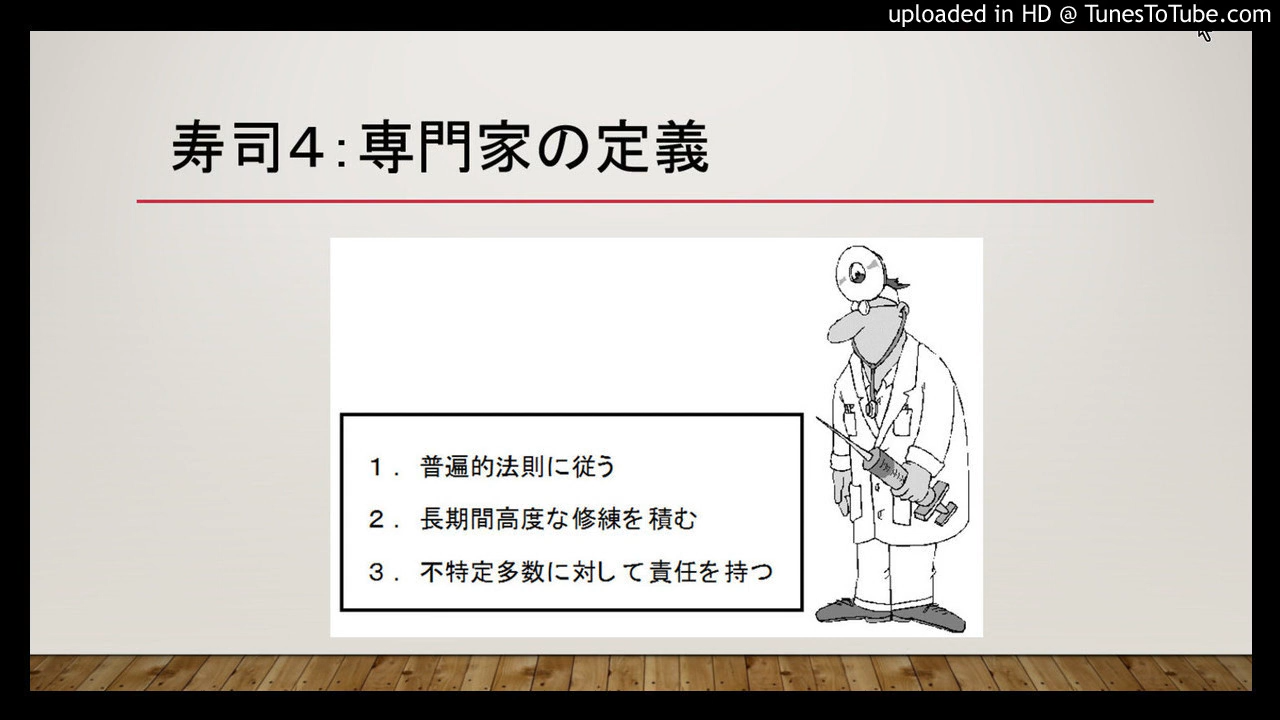 uploaded in HD @ TunesToTube.com
寿司４：専門家の定義
１． 普遍的法則に従う
２． 長期間高度な修練を積む
３． 不特定多数に対して責任を持つ